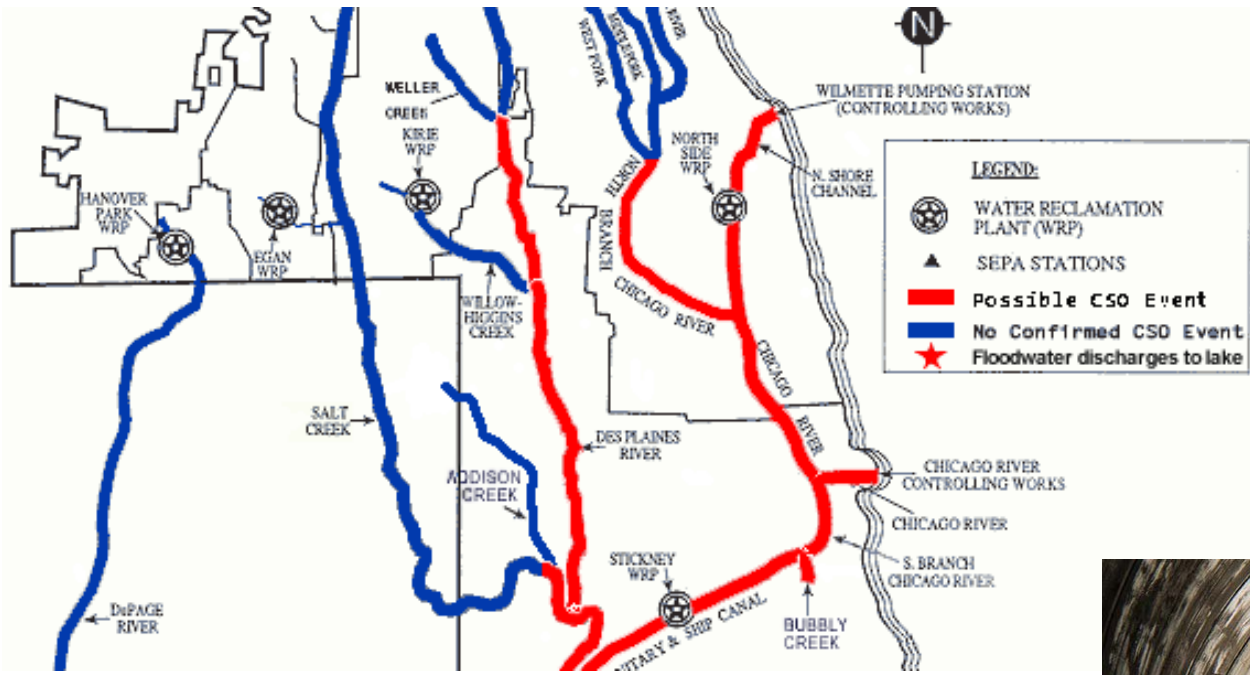 N
WEST FORK
MIDDLEFORK
RIVER
WELLER
CREEK
KIRIE
WRP
WILMETTE PUMPING STATION
(CONTROLLING WORKS)
NORTH
SIDE
WRP
N. SHORE
CHANNEL
HANOVER
PARK
WRP
EGAN
WRP
NORTH
BRANCH
CHICAGO RIVER
WILLOW-
HIGGINS
CREEK
LEGEND:
WATER RECLAMATION
PLANT (WRP)
SEPA STATIONS
Possible CSO Event
No Confirmed CSO Event
Floodwater discharges to lake
CHICAGO
RIVER
SALT
CREEK
DES PLAINES
RIVER
ADDISON
CREEK
CHICAGO RIVER
CONTROLLING WORKS
CHICAGO RIVER
STICKNEY
WRP
S. BRANCH
CHICAGO RIVER
DuPAGE
RIVER
NITARY & SHIP CANAL
BUBBLY
CREEK